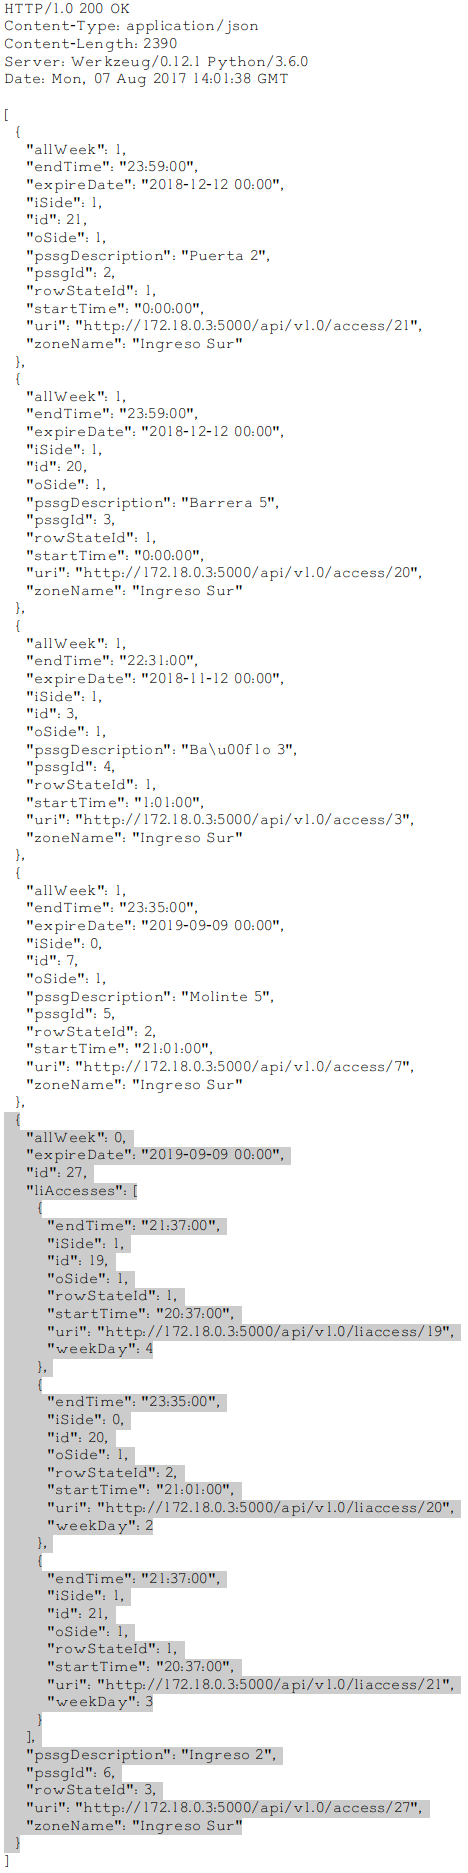 HTTP/1.0 200 OK
Content-Type: application/json
Content-Length: 2390
Server: Werkzeug/0.12.1 Python/3.6.0
Date: Mon, 07 Aug 2017 14:01:38 GMT
[
{
"allWeek": 1,
"endTime": "23:59:00",
"expireDate": "2018-12-12 00:00",
"iSide": 1,
"id": 21,
"oSide": 1,
"pssgDescription": "Puerta 2",
"pssgId": 2,
"rowStateId": 1,
"startTime": "0:00:00",
"uri": "http://172.18.0.3:5000/api/v1.0/access/21",
"zoneName": "Ingreso Sur"
},
{
"allWeek": 1,
"endTime": "23:59:00",
"expireDate": "2018-12-12 00:00",
"iSide": 1,
"id": 20,
"oSide": 1,
"pssgDescription": "Barrera 5",
"pssgId": 3,
"rowStateId": 1,
"startTime": "0:00:00",
"uri": "http://172.18.0.3:5000/api/v1.0/access/20",
"zoneName": "Ingreso Sur"
},
{
"allWeek": 1,
"endTime": "22:31:00",
"expireDate": "2018-11-12 00:00",
"iSide": 1,
"id": 3,
"oSide": 1,
"pssgDescription": "Ba\u00f1o 3",
"pssgId": 4,
"rowStateId": 1,
"startTime": "1:01:00",
"uri": "http://172.18.0.3:5000/api/v1.0/access/3",
"zoneName": "Ingreso Sur"
},
{
"allWeek": 1,
"endTime": "23:35:00",
"expireDate": "2019-09-09 00:00",
"iSide": 0,
"id": 7,
"oSide": 1,
"pssgDescription": "Molinte 5",
"pssgId": 5,
"rowStateId": 2,
"startTime": "21:01:00",
"uri": "http://172.18.0.3:5000/api/v1.0/access/7",
"zoneName": "Ingreso Sur"
},
{
"allWeek": 0,
"expireDate": "2019-09-09 00:00",
"id": 27,
"liAccesses": [
{
"endTime": "21:37:00",
"iSide": 1,
"id": 19,
"oSide": 1,
"rowStateId": 1,
"startTime": "20:37:00",
"uri": "http://172.18.0.3:5000/api/v1.0/liaccess/19",
"weekDay": 4
},
{
"endTime": "23:35:00",
"iSide": 0,
"id": 20,
"oSide": 1,
"rowStateId": 2,
"startTime": "21:01:00",
"uri": "http://172.18.0.3:5000/api/v1.0/liaccess/20",
"weekDay": 2
},
{
"endTime": "21:37:00",
"iSide": 1,
"id": 21,
"oSide": 1,
"rowStateId": 1,
"startTime": "20:37:00",
"uri": "http://172.18.0.3:5000/api/v1.0/liaccess/21",
"weekDay": 3
}
],
"pssgDescription": "Ingreso 2",
"pssgId": 6,
"rowStateId": 3,
"uri": "http://172.18.0.3:5000/api/v1.0/access/27",
"zoneName": "Ingreso Sur"
}
]